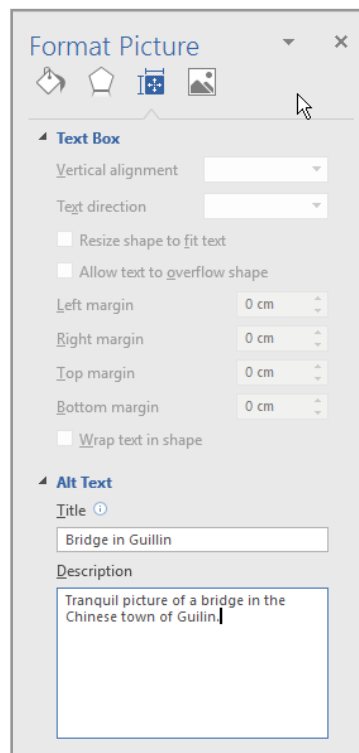 Format Picture
Text Box
Vertical alignment
Text direction
Resize shape to fit text
Allow text to overflow shape
Left margin 0 cm
Right margin 0 cm
Top margin 0 cm
Bottom margin 0 cm
Wrap text in shape
Alt Text
Title
Bridge in Guillin
Description
Tranquil picture of a bridge in the
Chinese town of Guilin.